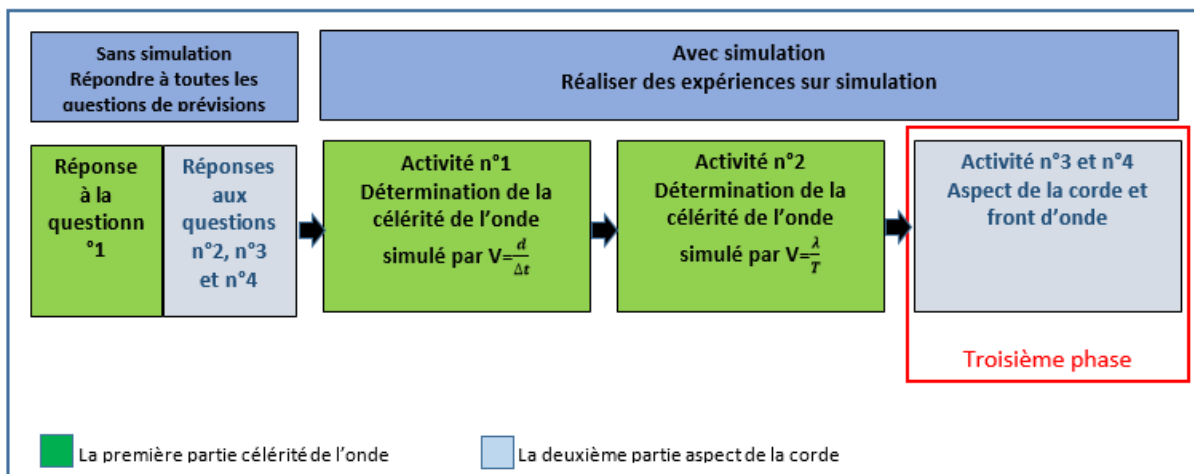 Sans simulation
Répondre à toutes les
questions de prévisions
Avec simulation
Réaliser des expériences sur simulation
Réponse
à la
questionn
°1
Réponses
aux
questions
n°2, n°3
et n°4
Activité n°1
Détermination de la
célérité de l'onde
simulé par V=d/Δt
Activité n°2
Détermination de la
célérité de l'onde
simulé par V=λ/T
Activité n°3 et n°4
Aspect de la corde et
front d'onde
Troisième phase
La première partie célérité de l'onde
La deuxième partie aspect de la corde